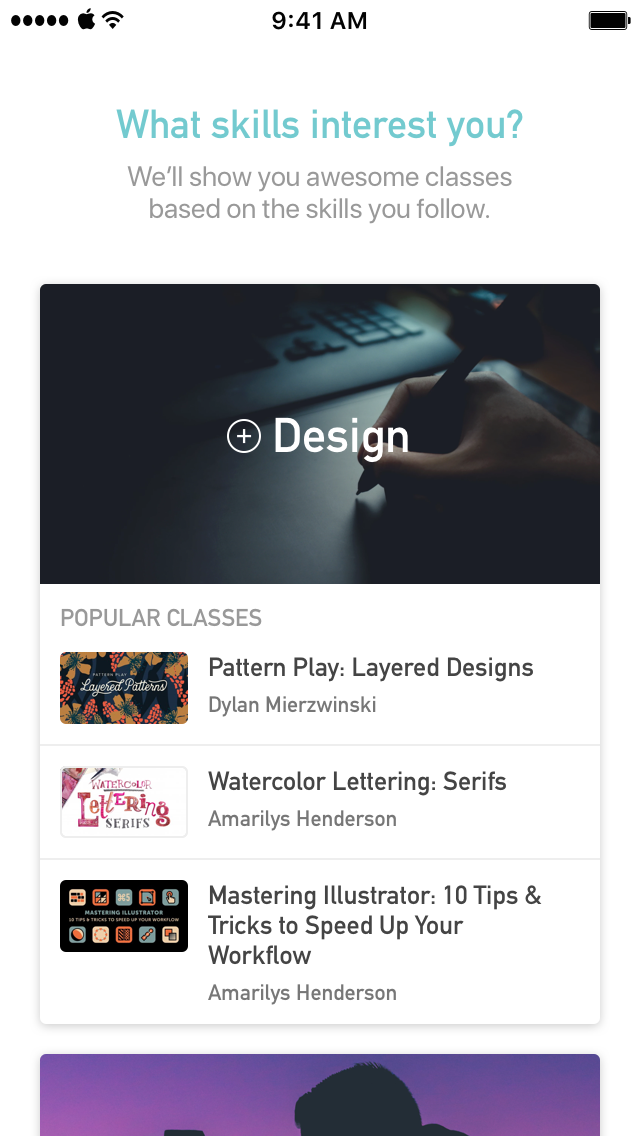 9:41 AM
What skills interest you?
We’ll show you awesome classes
based on the skills you follow.
Design
POPULAR CLASSES
PATTERN PLAY
Layered Patterns
Pattern Play: Layered Designs
Dylan Mierzwinski
WATERCOLOR
LETTERING
SERIFS
Watercolor Lettering: Serifs
Amarilys Henderson
⌘S
MASTERING ILLUSTRATOR
10 TIPS & TRICKS TO SPEED UP YOUR WORKFLOW
Mastering Illustrator: 10 Tips &
Tricks to Speed Up Your
Workflow
Amarilys Henderson